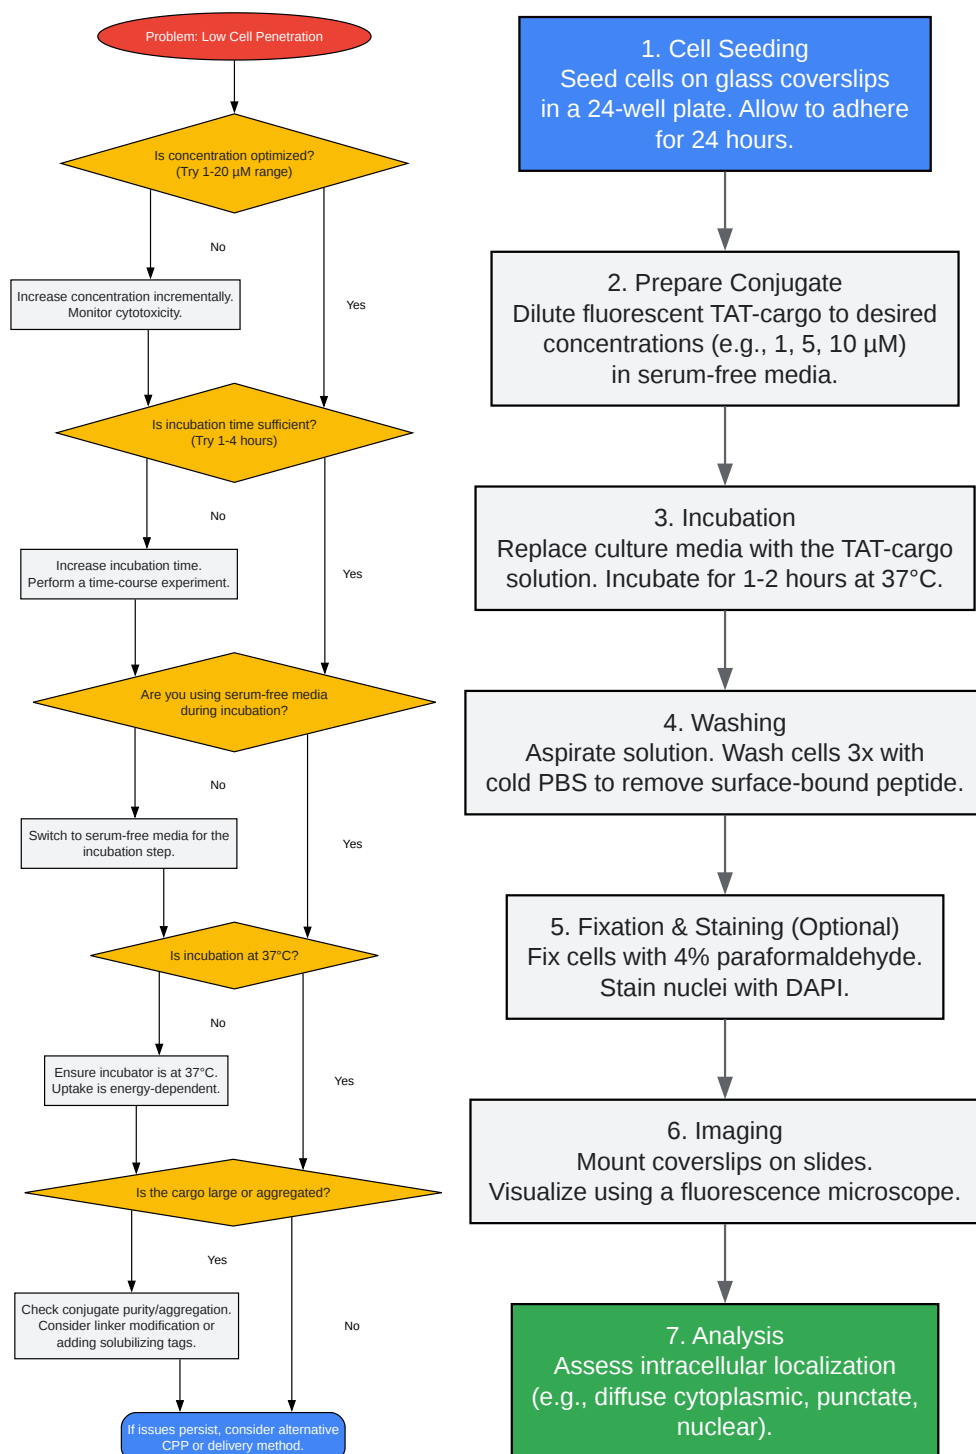 Problem: Low Cell Penetration
Is concentration optimized?
(Try 1-20 µM range)
No
Yes
Increase concentration incrementally.
Monitor cytotoxicity.
Is incubation time sufficient?
(Try 1-4 hours)
No
Yes
Increase incubation time.
Perform a time-course experiment.
Are you using serum-free media
during incubation?
No
Yes
Switch to serum-free media for the
incubation step.
Is incubation at 37°C?
No
Yes
Ensure incubator is at 37°C.
Uptake is energy-dependent.
Is the cargo large or aggregated?
Yes
No
Check conjugate purity/aggregation.
Consider linker modification or
adding solubilizing tags.
If issues persist, consider alternative
CPP or delivery method.
1. Cell Seeding
Seed cells on glass coverslips
in a 24-well plate. Allow to adhere
for 24 hours.
2. Prepare Conjugate
Dilute fluorescent TAT-cargo to desired
concentrations (e.g., 1, 5, 10 µM)
in serum-free media.
3. Incubation
Replace culture media with the TAT-cargo
solution. Incubate for 1-2 hours at 37°C.
4. Washing
Aspirate solution. Wash cells 3x with
cold PBS to remove surface-bound peptide.
5. Fixation & Staining (Optional)
Fix cells with 4% paraformaldehyde.
Stain nuclei with DAPI.
6. Imaging
Mount coverslips on slides.
Visualize using a fluorescence microscope.
7. Analysis
Assess intracellular localization
(e.g., diffuse cytoplasmic, punctate,
nuclear).